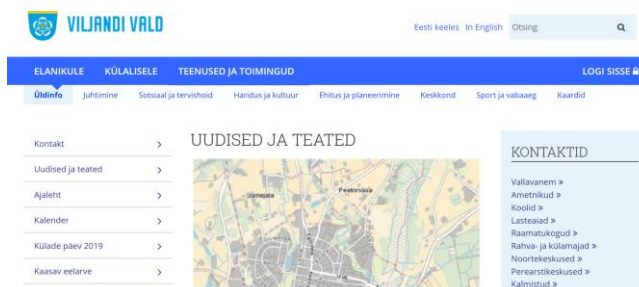 VILJANDI VALD
Eesti keeles In English Otsing
ELANIKULE KÜLALISELE TEENUSED JA TOIMINGUD LOGI SISSE
Üldinfo Juhtimine Sotsiaal ja tervishoid Haridus ja kultuur Ehitus ja planeerimine Keskkond Sport ja vabaaeg Kaardid
Kontakt
Uudised ja teated
Ajaleht
Kalender
Külade päev 2019
Kaasav eelarve
UUDISED JA TEATED
Jämejala Peetrimõisa
KONTAKTID
Vallavanem »
Ametnikud »
Koolid »
Lasteaiad »
Raamatukogud »
Rahva- ja külamajad »
Noortekeskused »
Perearstikeskused »
Kalmistud »